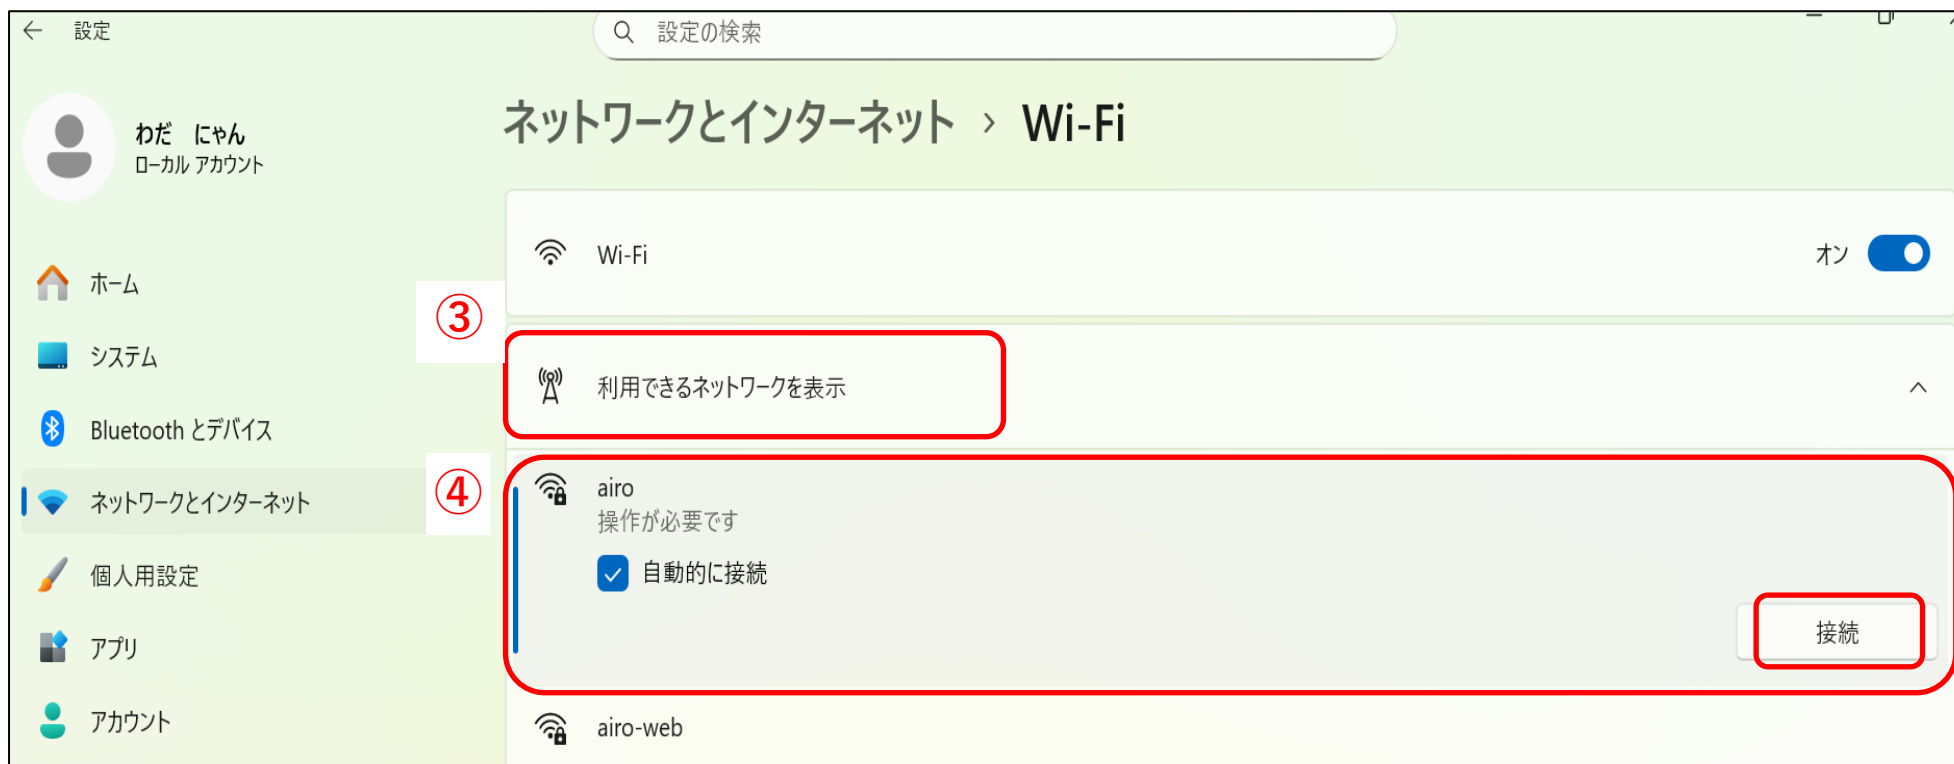 設定
設定の検索
わだ にゃん
ローカル アカウント
ネットワークとインターネット › Wi-Fi
Wi-Fi
オン
ホーム
③
システム
利用できるネットワークを表示
Bluetooth とデバイス
④
airo
ネットワークとインターネット
操作が必要です
自動的に接続
個人用設定
接続
アプリ
アカウント
airo-web